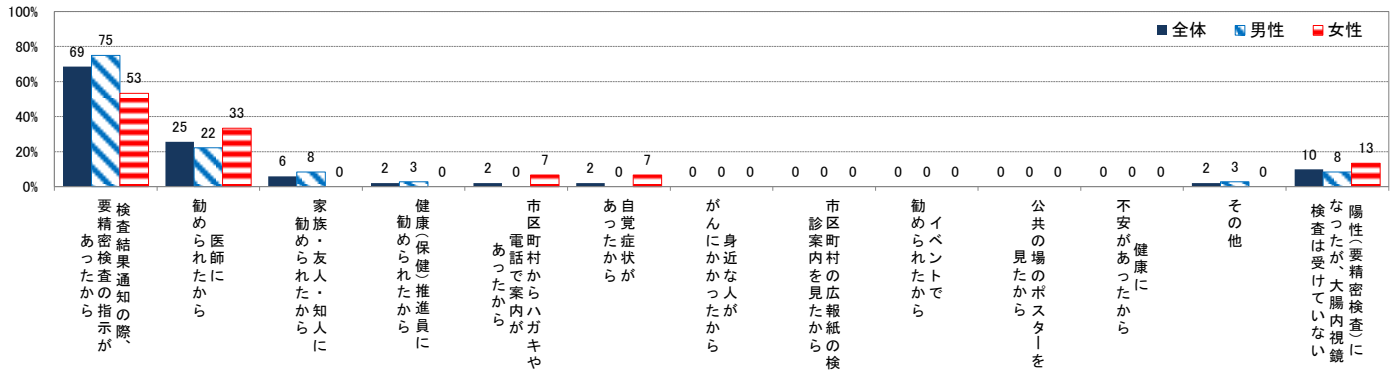 100%
80%
60%
40%
20%
0%
全体
男性
女性
69 75 53
25 22 33
6 8 0
2 3 0
2 0 7
2 0 7
0 0 0
0 0 0
0 0 0
0 0 0
0 0 0
2 3 0
10 8 13
検査結果通知の際、
要精密検査の指示が
あったから
医師に
勧められたから
家族・友人・知人に
勧められたから
健康(保健)推進員に
勧められたから
市区町村からハガキや
電話で案内が
あったから
自覚症状が
あったから
身近な人が
がんにかかったから
市区町村の広報紙の検
診案内を見たから
イベントで
勧められたから
公共の場のポスターを
見たから
健康に
不安があったから
その他
陽性(要精密検査)に
なったが、大腸内視鏡
検査は受けていない